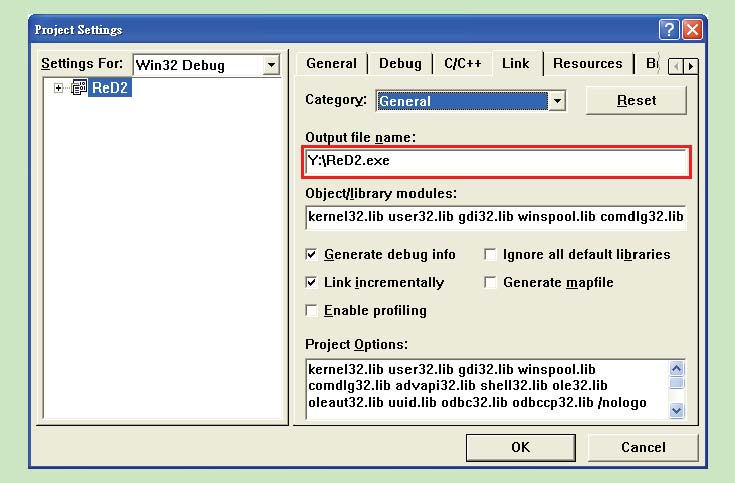 Project Settings
Settings For:
Win32 Debug
ReD2
General
Debug
C/C++
Link
Resources
Category:
General
Reset
Output file name:
Y:\ReD2.exe
Object/library modules:
kernel32.lib user32.lib gdi32.lib winspool.lib comdlg32.lib
Generate debug info
Ignore all default libraries
Link incrementally
Generate mapfile
Enable profiling
Project Options:
kernel32.lib user32.lib gdi32.lib winspool.lib
comdlg32.lib advapi32.lib shell32.lib ole32.lib
oleaut32.lib uuid.lib odbc32.lib odbccp32.lib /nologo
OK
Cancel